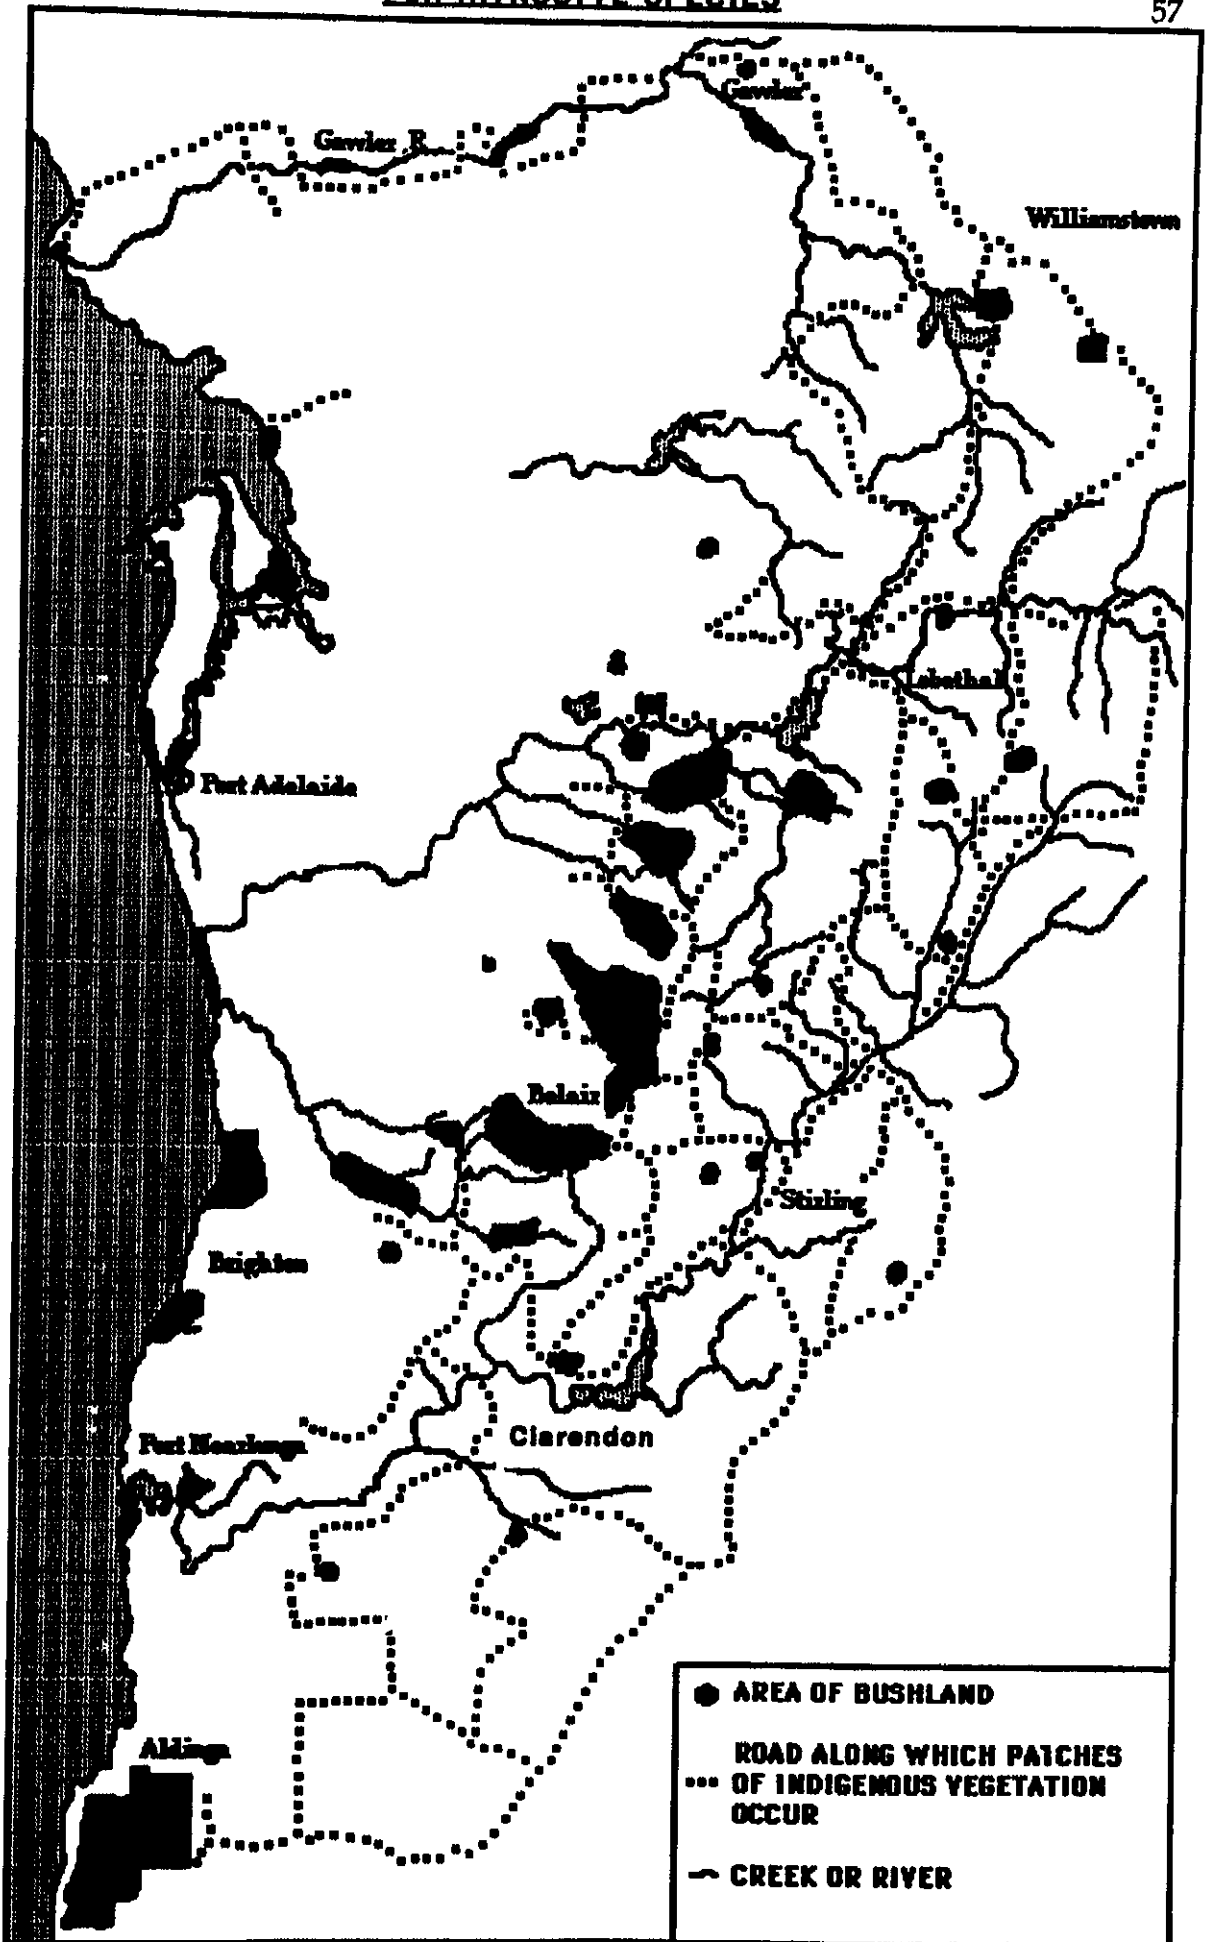 57
Gawler
Gawler R
Williamstown
Lobethal
Port Adelaide
Belair
Stirling
Brighton
Clarendon
Port Noarlunga
Aldinga
AREA OF BUSHLAND
ROAD ALONG WHICH PATCHES
OF INDIGENOUS VEGETATION
OCCUR
CREEK OR RIVER